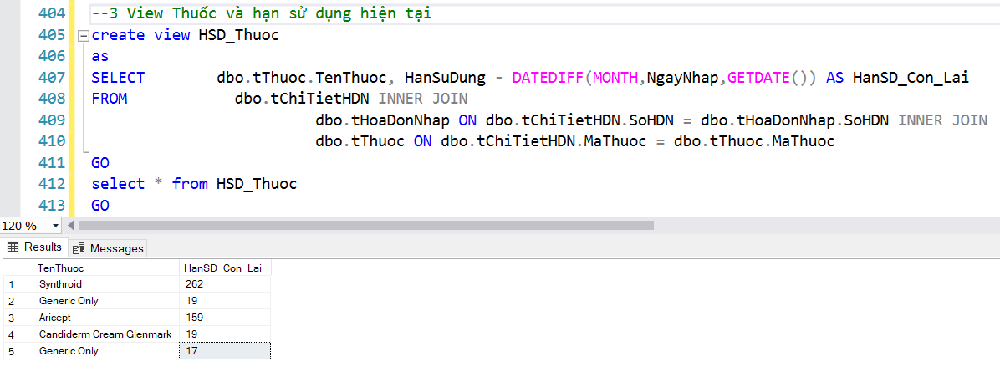 404 --3 View Thuốc và hạn sử dụng hiện tại
405 create view HSD_Thuoc
406 as
407 SELECT dbo.tThuoc.TenThuoc, HanSuDung - DATEDIFF(MONTH,NgayNhap,GETDATE()) AS HanSD_Con_Lai
408 FROM dbo.tChiTietHDN INNER JOIN
409 dbo.tHoaDonNhap ON dbo.tChiTietHDN.SoHDN = dbo.tHoaDonNhap.SoHDN INNER JOIN
410 dbo.tThuoc ON dbo.tChiTietHDN.MaThuoc = dbo.tThuoc.MaThuoc
411 GO
412 select * from HSD_Thuoc
413 GO
120 %
Results Messages
TenThuoc HanSD_Con_Lai
1 Synthroid 262
2 Generic Only 19
3 Aricept 159
4 Candiderm Cream Glenmark 19
5 Generic Only 17